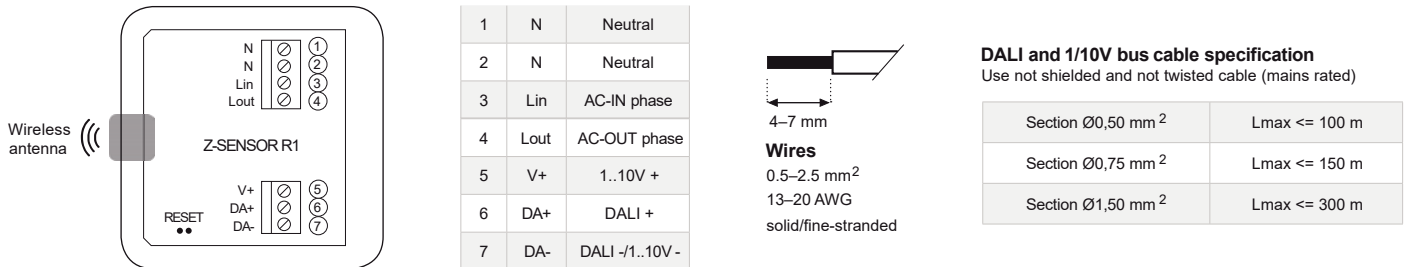 Wireless
antenna
N ①
N ②
Lin ③
Lout ④
Z-SENSOR R1
V+ ⑤
DA+ ⑥
DA- ⑦
RESET
1 N Neutral
2 N Neutral
3 Lin AC-IN phase
4 Lout AC-OUT phase
5 V+ 1..10V +
6 DA+ DALI +
7 DA- DALI -/1..10V -
4–7 mm
Wires
0.5–2.5 mm²
13–20 AWG
solid/fine-stranded
DALI and 1/10V bus cable specification
Use not shielded and not twisted cable (mains rated)
Section Ø0,50 mm ² Lmax <= 100 m
Section Ø0,75 mm ² Lmax <= 150 m
Section Ø1,50 mm ² Lmax <= 300 m